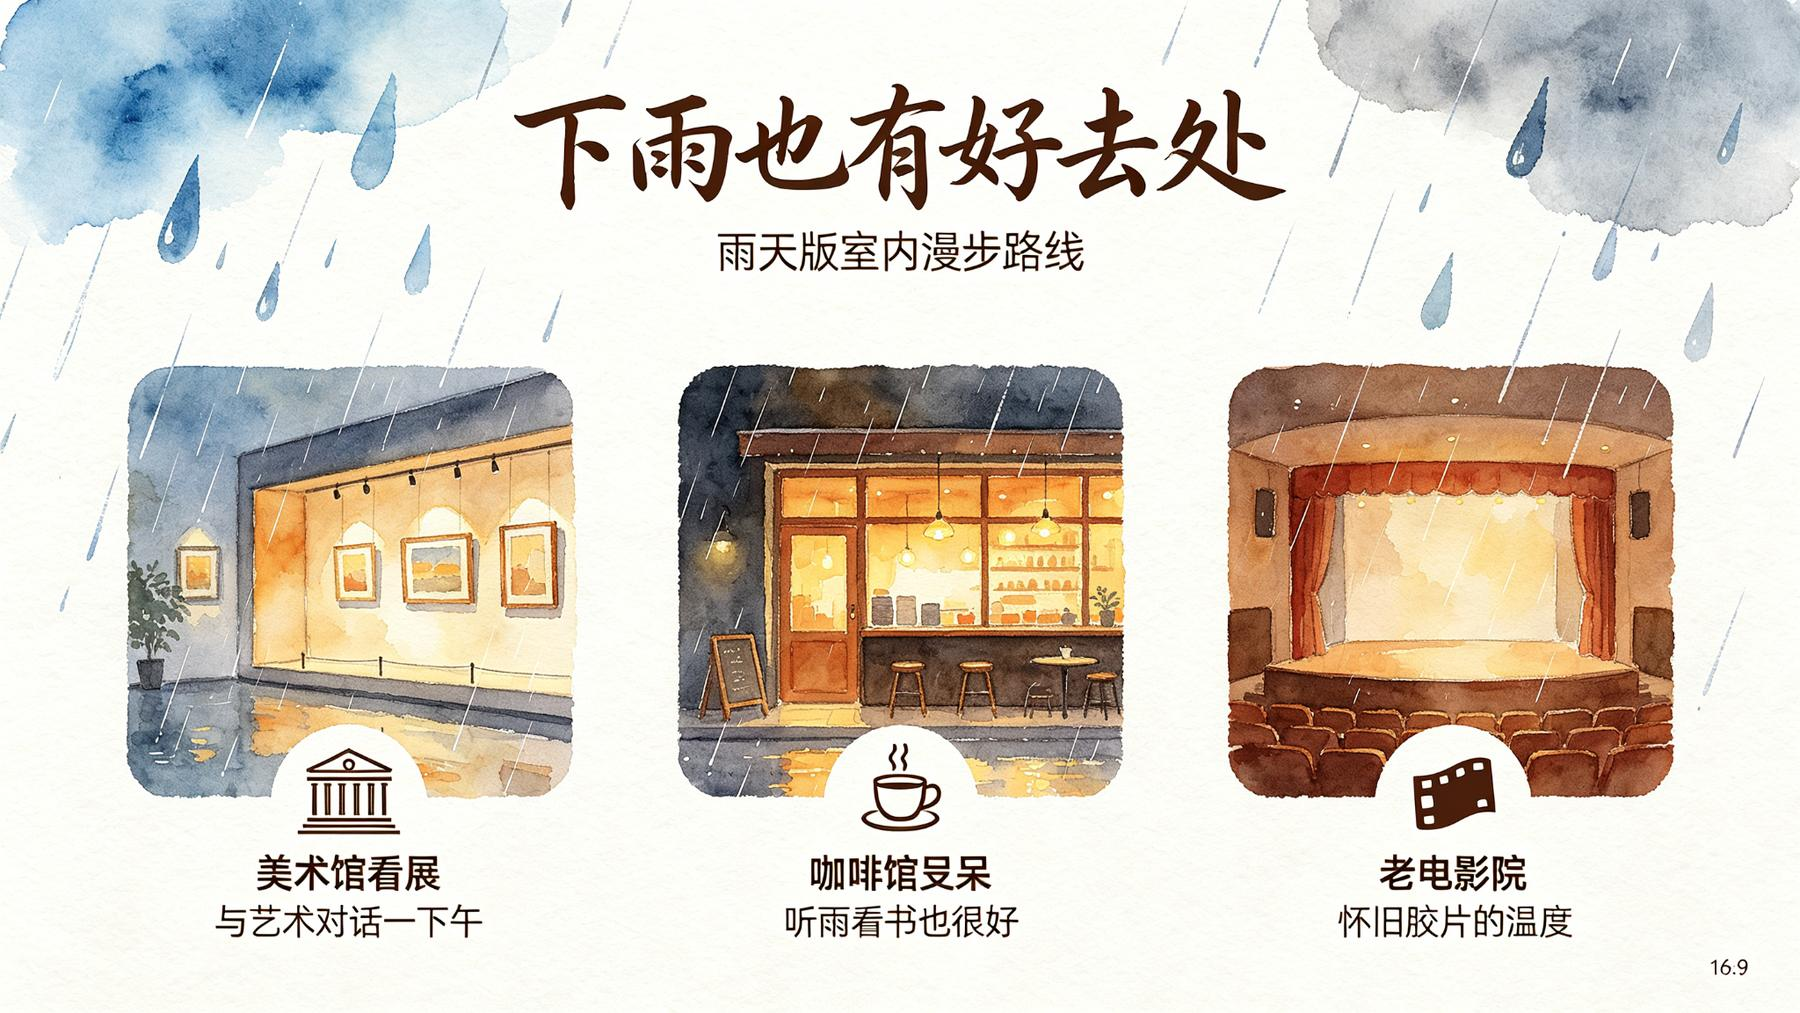 下雨也有好去处
雨天版室内漫步路线
美术馆看展
与艺术对话一下午
咖啡馆呆
听雨看书也很好
老电影院
怀旧胶片的温度
16:9